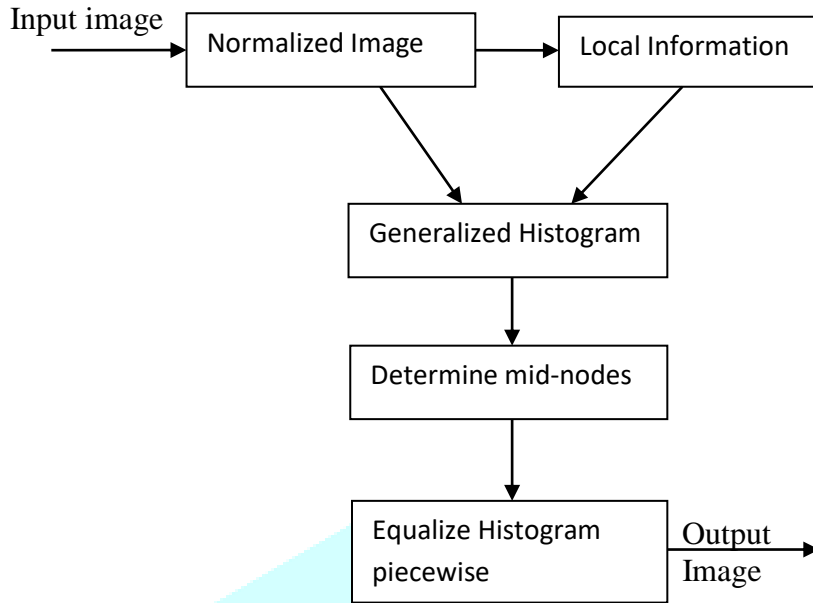 Input image
Normalized Image
Local Information
Generalized Histogram
Determine mid-nodes
Equalize Histogram
piecewise
Output
Image